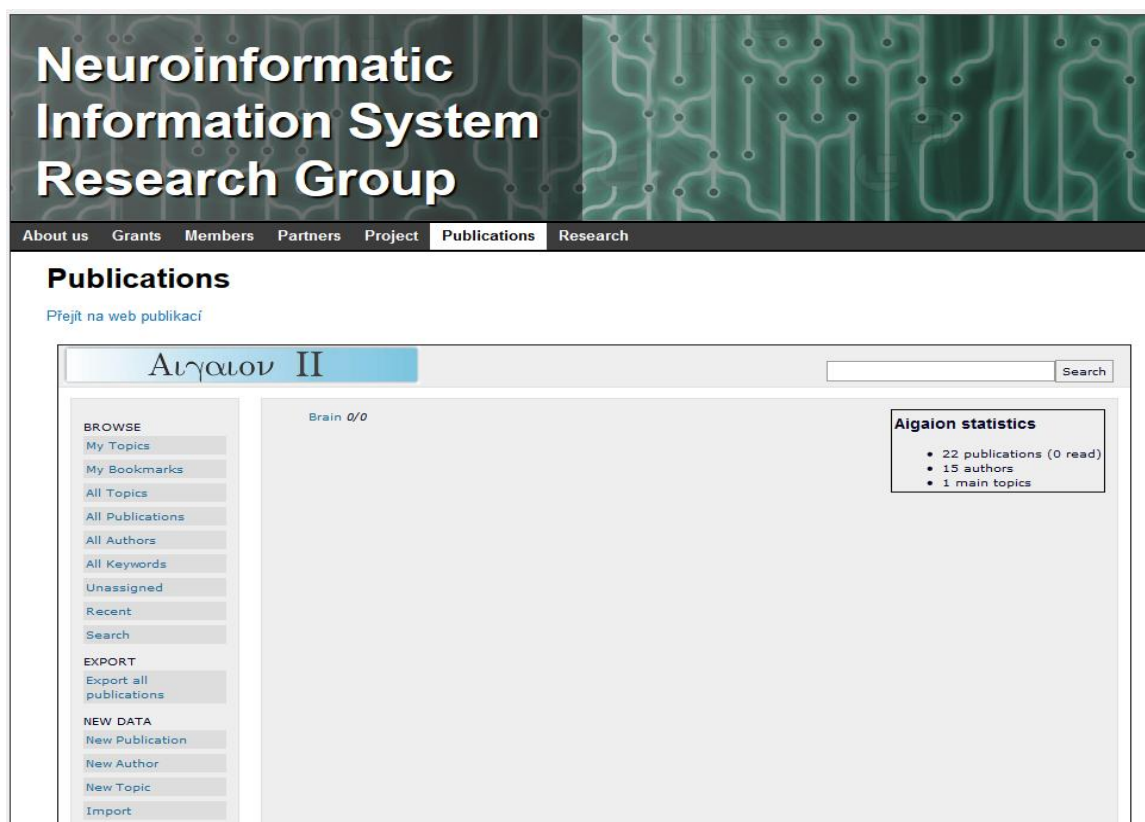 Neuroinformatic
Information System
Research Group
About us Grants Members Partners Project Publications Research
Publications
Přejít na web publikací
Αιγαιον II
Search
BROWSE
My Topics
My Bookmarks
All Topics
All Publications
All Authors
All Keywords
Unassigned
Recent
Search
EXPORT
Export all
publications
NEW DATA
New Publication
New Author
New Topic
Import
Brain 0/0
Aigaion statistics
22 publications (0 read)
15 authors
1 main topics